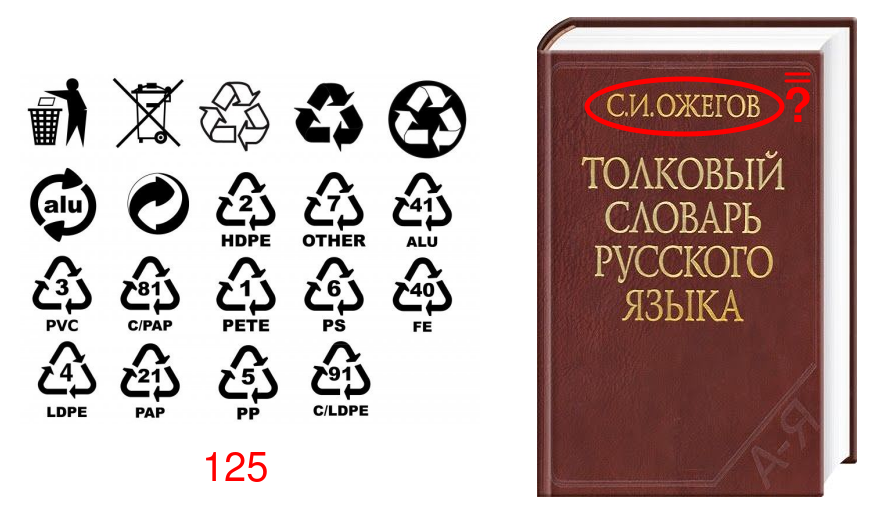 alu
2
HDPE
7
OTHER
41
ALU
3
PVC
81
C/PAP
1
PETE
6
PS
40
FE
4
LDPE
21
PAP
5
PP
91
C/LDPE
125
С.И.ОЖЕГОВ
=
?
ТОЛКОВЫЙ
СЛОВАРЬ
РУССКОГО
ЯЗЫКА
А-Я